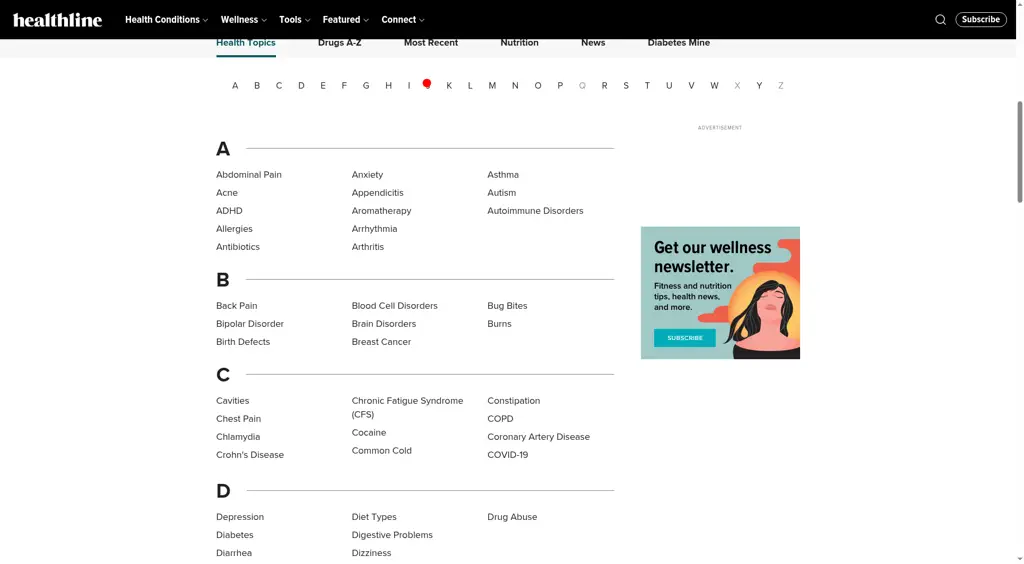 healthline Health Conditions Wellness Tools Featured Connect Subscribe
Health Topics Drugs A-Z Most Recent Nutrition News Diabetes Mine
A B C D E F G H I K L M N O P Q R S T U V W X Y Z
ADVERTISEMENT
A
Abdominal Pain Anxiety Asthma
Acne Appendicitis Autism
ADHD Aromatherapy Autoimmune Disorders
Allergies Arrhythmia
Antibiotics Arthritis
Get our wellness
newsletter.
Fitness and nutrition
tips, health news,
and more.
SUBSCRIBE
B
Back Pain Blood Cell Disorders Bug Bites
Bipolar Disorder Brain Disorders Burns
Birth Defects Breast Cancer
C
Cavities Chronic Fatigue Syndrome Constipation
(CFS)
Chest Pain COPD
Cocaine
Chlamydia Coronary Artery Disease
Common Cold
Crohn's Disease COVID-19
D
Depression Diet Types Drug Abuse
Diabetes Digestive Problems
Diarrhea Dizziness